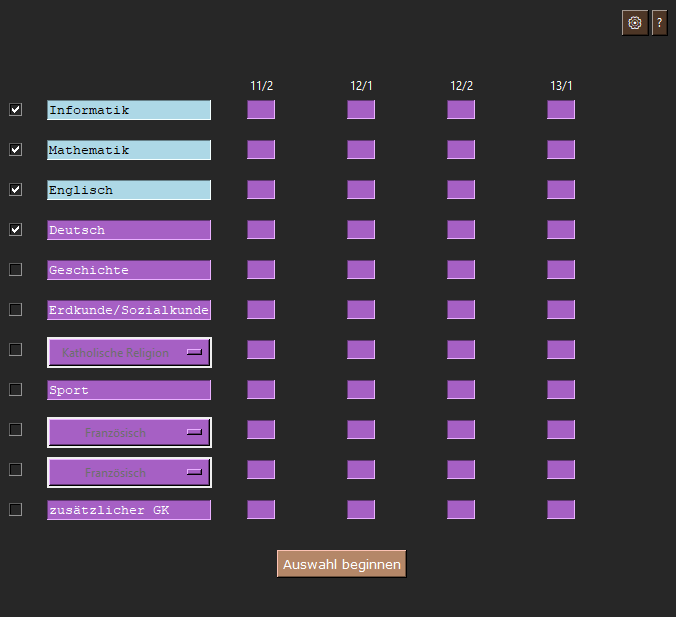 ?
11/2 12/1 12/2 13/1
Informatik
Mathematik
Englisch
Deutsch
Geschichte
Erdkunde/Sozialkunde
Katholische Religion
Sport
Französisch
Französisch
zusätzlicher GK
Auswahl beginnen